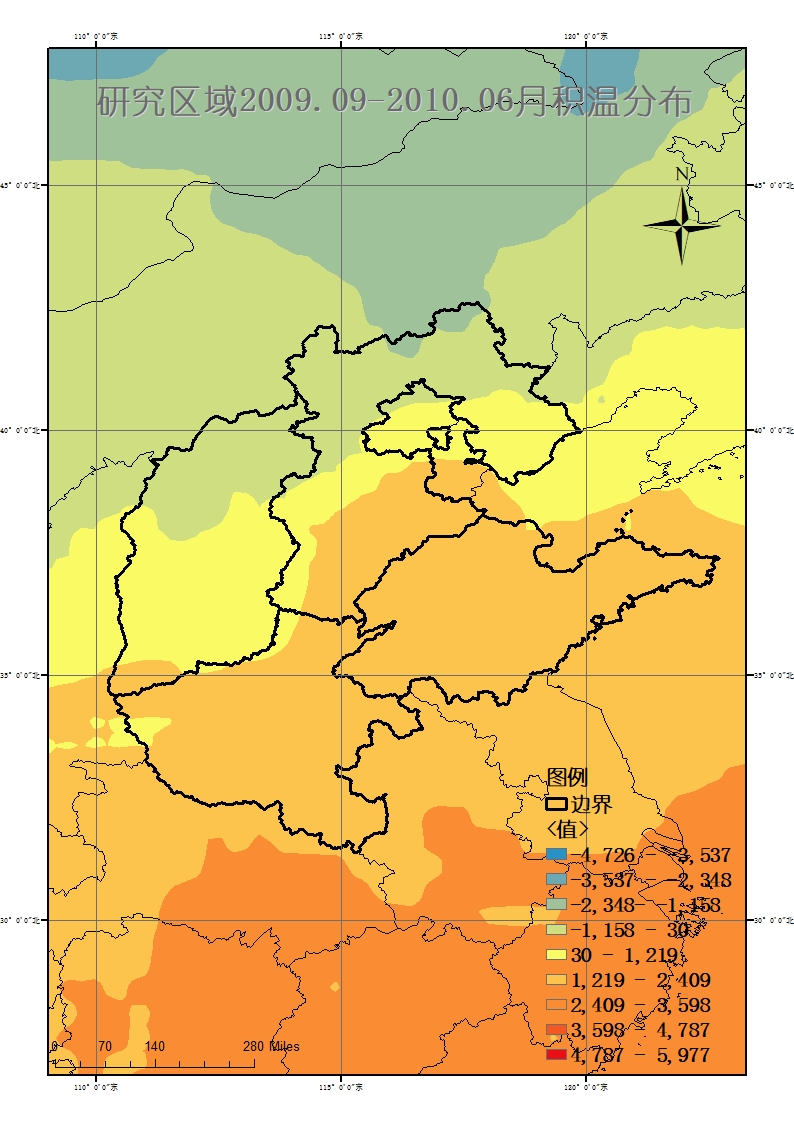 110° 0'0"东 115° 0'0"东 120° 0'0"东
研究区域2009.09-2010.06月积温分布
45° 0'0"北 45° 0'0"北
N
40° 0'0"北 40° 0'0"北
35° 0'0"北 35° 0'0"北
图例
边界
<值>
-4,726 - -3,537
-3,537 - -2,348
-2,348 - -1,158
-1,158 - 30
30° 0'0"北 30° 0'0"北
30 - 1,219
1,219 - 2,409
2,409 - 3,598
3,598 - 4,787
4,787 - 5,977
0 70 140 280 Miles
110° 0'0"东 115° 0'0"东 120° 0'0"东